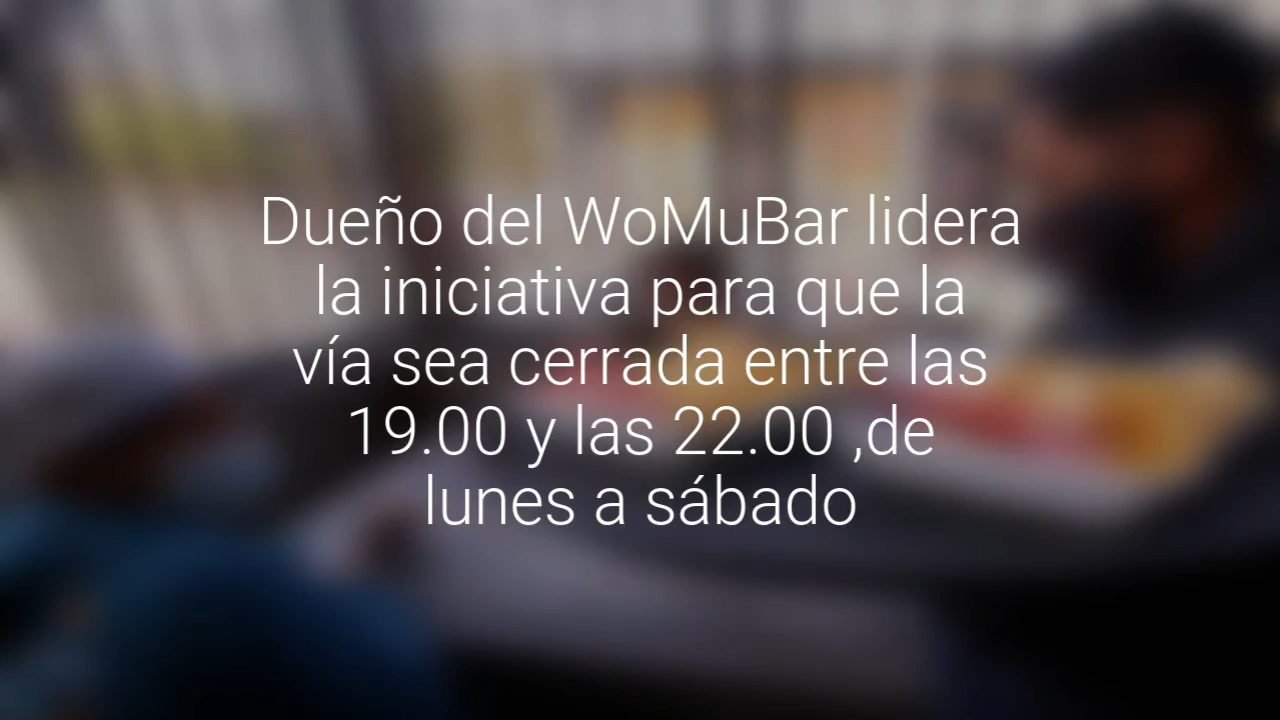 Dueño del WoMuBar lidera
la iniciativa para que la
vía sea cerrada entre las
19.00 y las 22.00 ,de
lunes a sábado